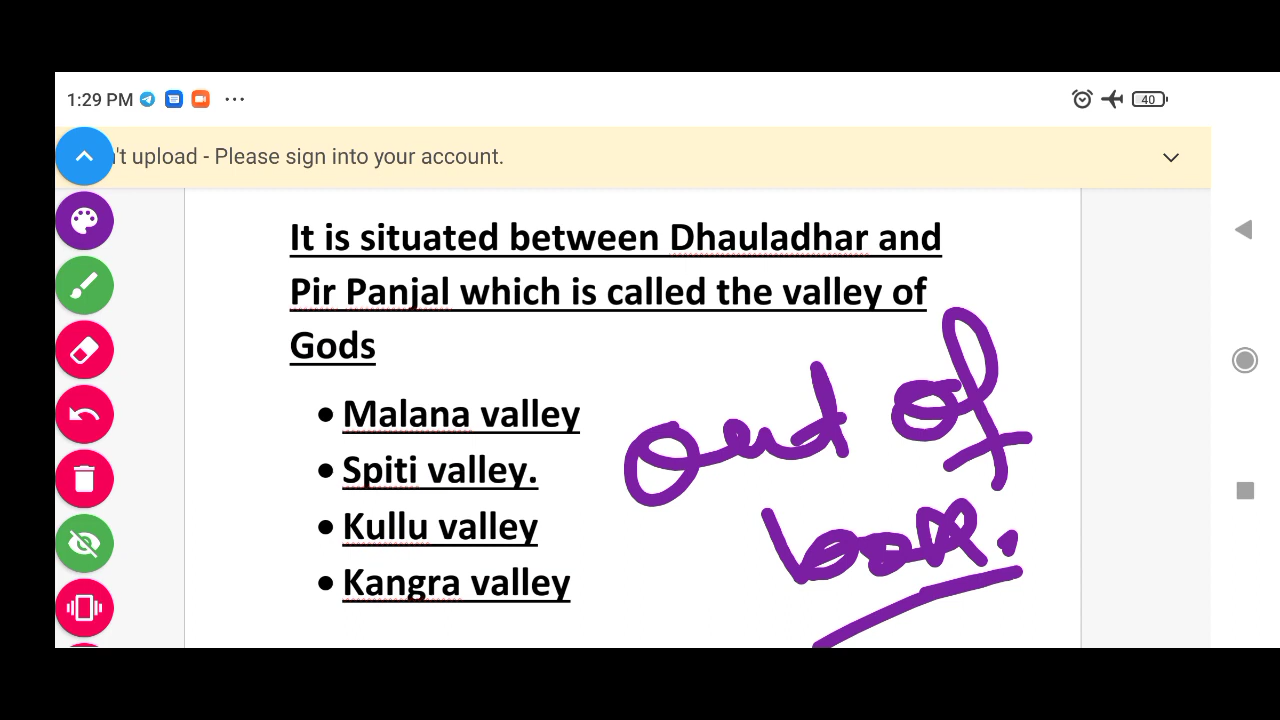 1:29 PM
40
't upload - Please sign into your account.
It is situated between Dhauladhar and
Pir Panjal which is called the valley of
Gods
• Malana valley
• Spiti valley.
• Kullu valley
• Kangra valley
out of
book.